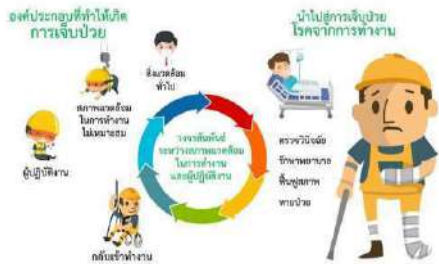 องค์ประกอบที่ทำให้เกิด
การเจ็บป่วย
สิ่งแวดล้อม
ทั่วไป
สภาพแวดล้อม
ในการทำงาน
ไม่เหมาะสม
ผู้ปฏิบัติงาน
กลับเข้าทำงาน
วงจรสัมพันธ์
ระหว่างสภาพแวดล้อม
ในการทำงาน
และผู้ปฏิบัติงาน
นำไปสู่การเจ็บป่วย
โรคจากการทำงาน
ตรวจวินิจฉัย
รักษาพยาบาล
ฟื้นฟูสภาพ
หายป่วย